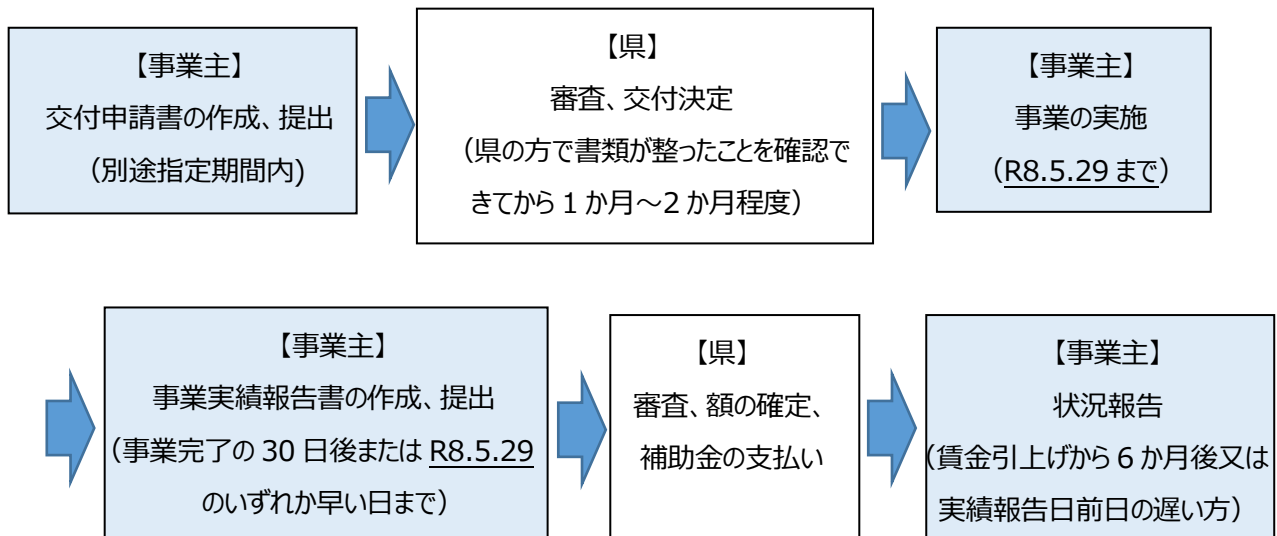 【事業主】
交付申請書の作成、提出
（別途指定期間内)
【県】
審査、交付決定
（県の方で書類が整ったことを確認で
きてから 1 か月～2 か月程度）
【事業主】
事業の実施
（R8.5.29 まで）
【事業主】
事業実績報告書の作成、提出
（事業完了の 30 日後または R8.5.29
のいずれか早い日まで）
【県】
審査、額の確定、
補助金の支払い
【事業主】
状況報告
（賃金引上げから 6 か月後又は
実績報告日前日の遅い方）